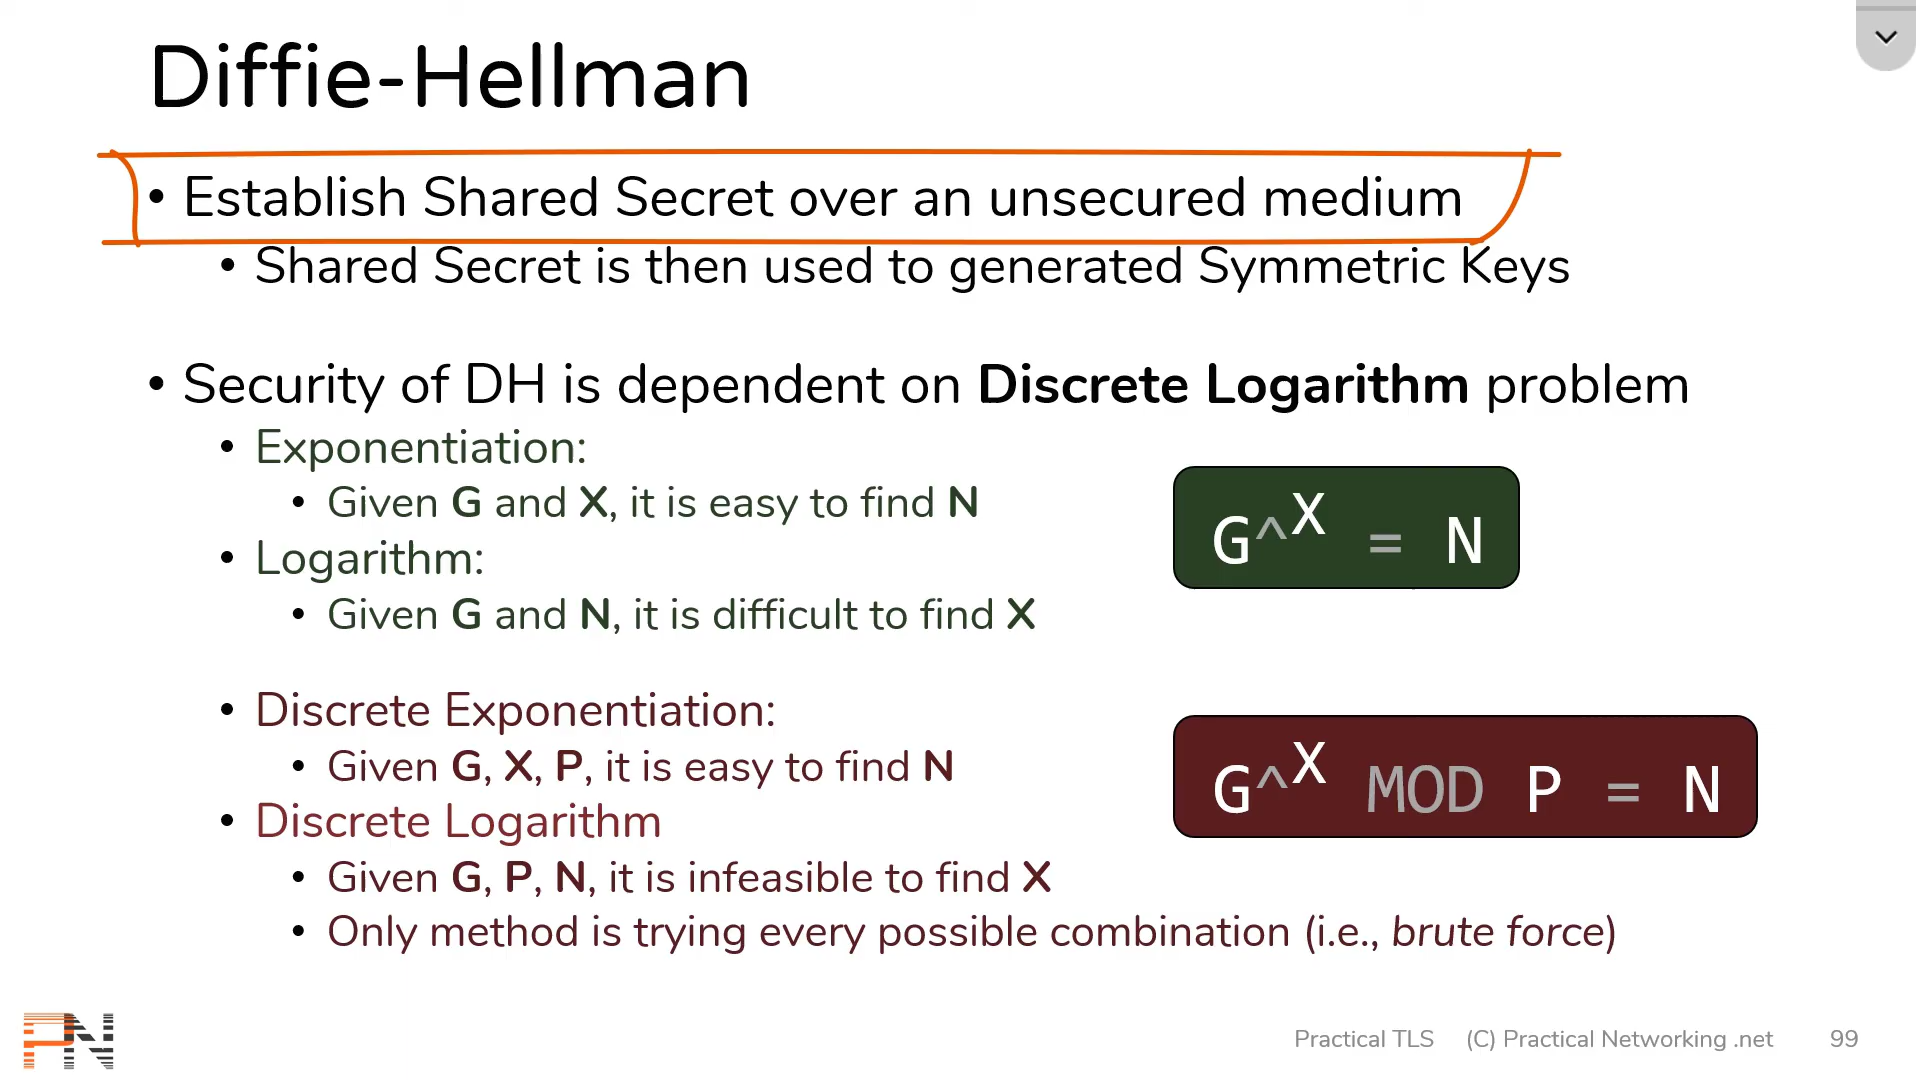 Diffie-Hellman
• Establish Shared Secret over an unsecured medium
• Shared Secret is then used to generated Symmetric Keys
• Security of DH is dependent on Discrete Logarithm problem
• Exponentiation:
• Given G and X, it is easy to find N
• Logarithm:
• Given G and N, it is difficult to find X
G^X = N
• Discrete Exponentiation:
• Given G, X, P, it is easy to find N
• Discrete Logarithm
• Given G, P, N, it is infeasible to find X
• Only method is trying every possible combination (i.e., brute force)
G^X MOD P = N
PN
Practical TLS (C) Practical Networking .net 99